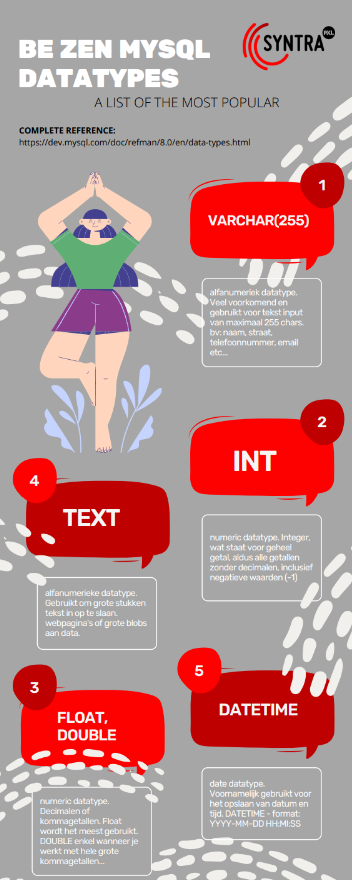 BE ZEN MYSQL
DATATYPES
SYNTRA PXL
A LIST OF THE MOST POPULAR
COMPLETE REFERENCE:
https://dev.mysql.com/doc/refman/8.0/en/data-types.html
1
VARCHAR(255)
alfanumeriek datatype.
Veel voorkomend en
gebruikt voor tekst input
van maximaal 255 chars.
bv: naam, straat,
telefoonnummer, email
etc...
2
INT
numeric datatype. Integer,
wat staat voor geheel
getal, aldus alle getallen
zonder decimalen, inclusief
negatieve waarden (-1)
4
TEXT
alfanumerieke datatype.
Gebruikt om grote stukken
tekst in op te slaan.
webpagina's of grote blobs
aan data.
3
FLOAT,
DOUBLE
numeric datatype.
Decimalen of
kommagetallen. Float
wordt het meest gebruikt.
DOUBLE enkel wanneer je
werkt met hele grote
kommagetallen...
5
DATETIME
date datatype.
Voornamelijk gebruikt voor
het opslaan van datum en
tijd. DATETIME - format:
YYYY-MM-DD HH:MI:SS